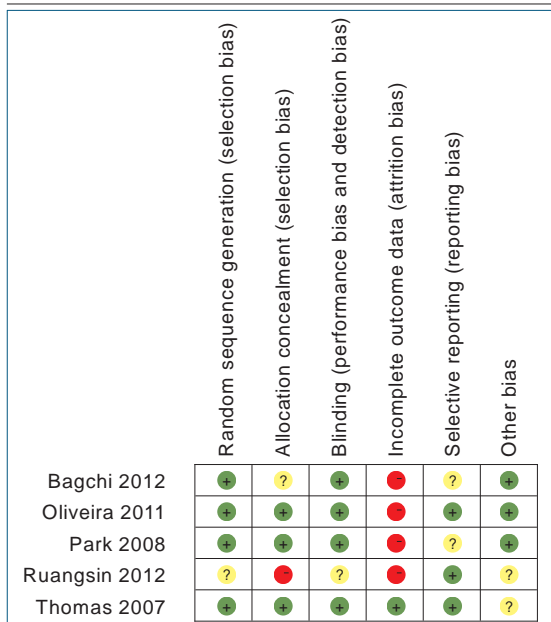 Random sequence generation (selection bias)
Allocation concealment (selection bias)
Blinding (performance bias and detection bias)
Incomplete outcome data (attrition bias)
Selective reporting (reporting bias)
Other bias
Bagchi 2012 + ? + - ? +
Oliveira 2011 + + + - + +
Park 2008 + + + - ? +
Ruangsin 2012 ? - ? - + ?
Thomas 2007 + + + + + ?